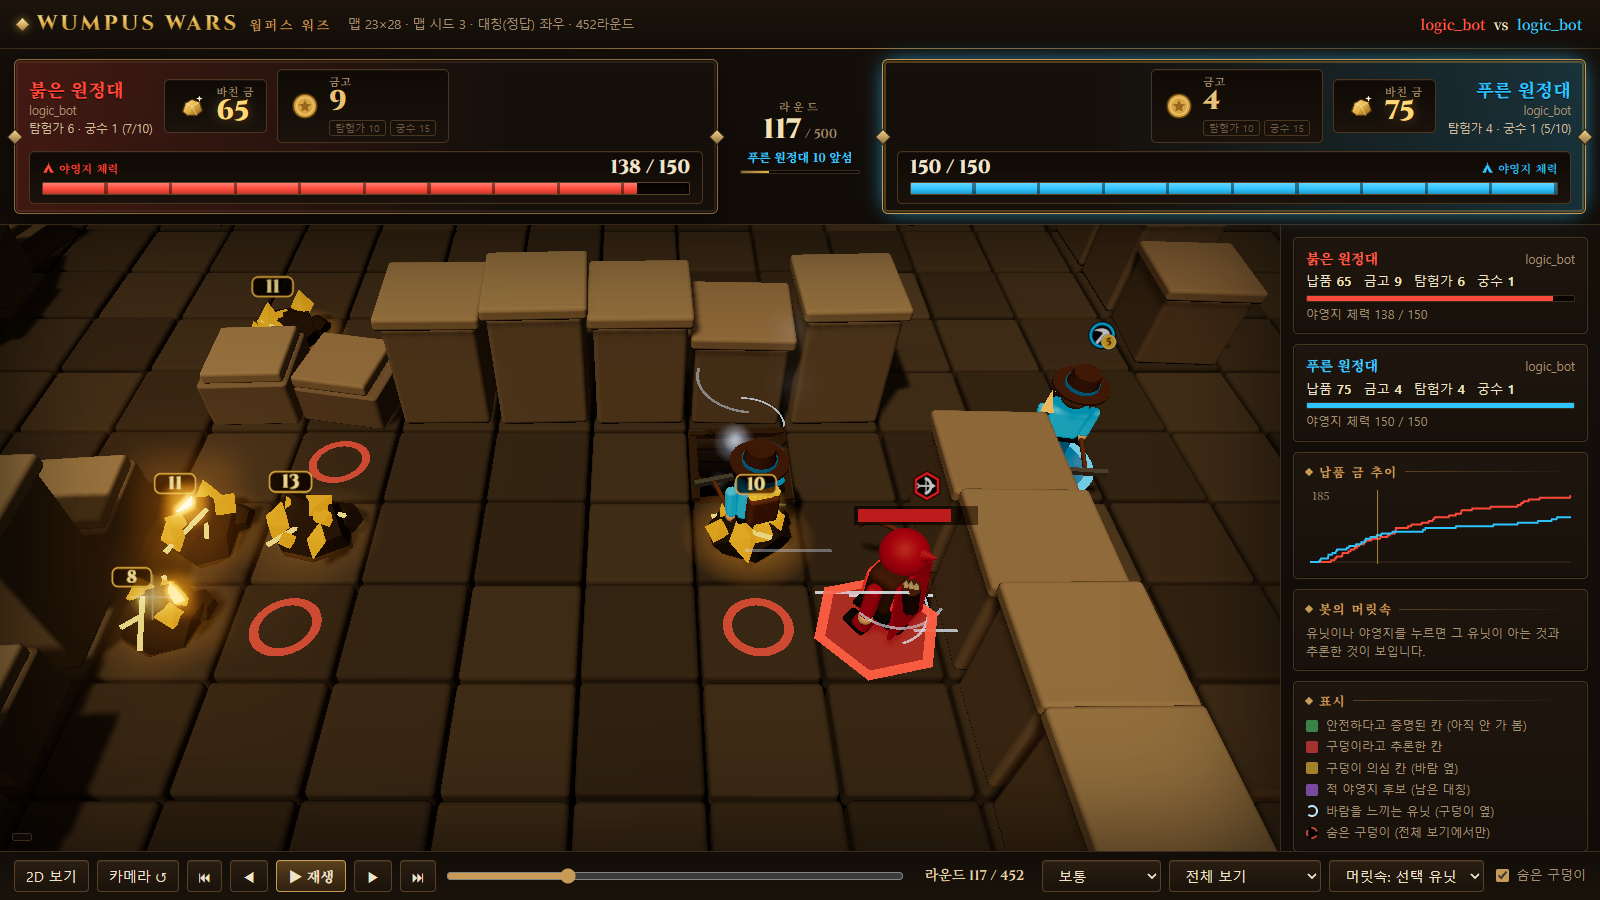 WUMPUS WARS 웜퍼스 워즈 맵 23×28 · 맵 시드 3 · 대칭(정답) 좌우 · 452라운드
logic_bot vs logic_bot
붉은 원정대
logic_bot
탐험가 6 · 궁수 1 (7/10)
바친 금
65
금고
9
탐험가 10 궁수 15
야영지 체력
138 / 150
라운드
117 / 500
푸른 원정대 10 앞섬
금고
4
탐험가 10 궁수 15
바친 금
75
푸른 원정대
logic_bot
탐험가 4 · 궁수 1 (5/10)
150 / 150
야영지 체력
11
5
11
13
10
8
붉은 원정대 logic_bot
납품 65 금고 9 탐험가 6 궁수 1
야영지 체력 138 / 150
푸른 원정대 logic_bot
납품 75 금고 4 탐험가 4 궁수 1
야영지 체력 150 / 150
납품 금 추이
185
봇의 머릿속
유닛이나 야영지를 누르면 그 유닛이 아는 것과
추론한 것이 보입니다.
표시
안전하다고 증명된 칸 (아직 안 가 봄)
구덩이라고 추론한 칸
구덩이 의심 칸 (바람 옆)
적 야영지 후보 (남은 대칭)
바람을 느끼는 유닛 (구덩이 옆)
숨은 구덩이 (전체 보기에서만)
2D 보기 카메라 ↺ ⏮ ◀ ▶ 재생 ▶ ⏭ 라운드 117 / 452 보통 전체 보기 머릿속: 선택 유닛 숨은 구덩이